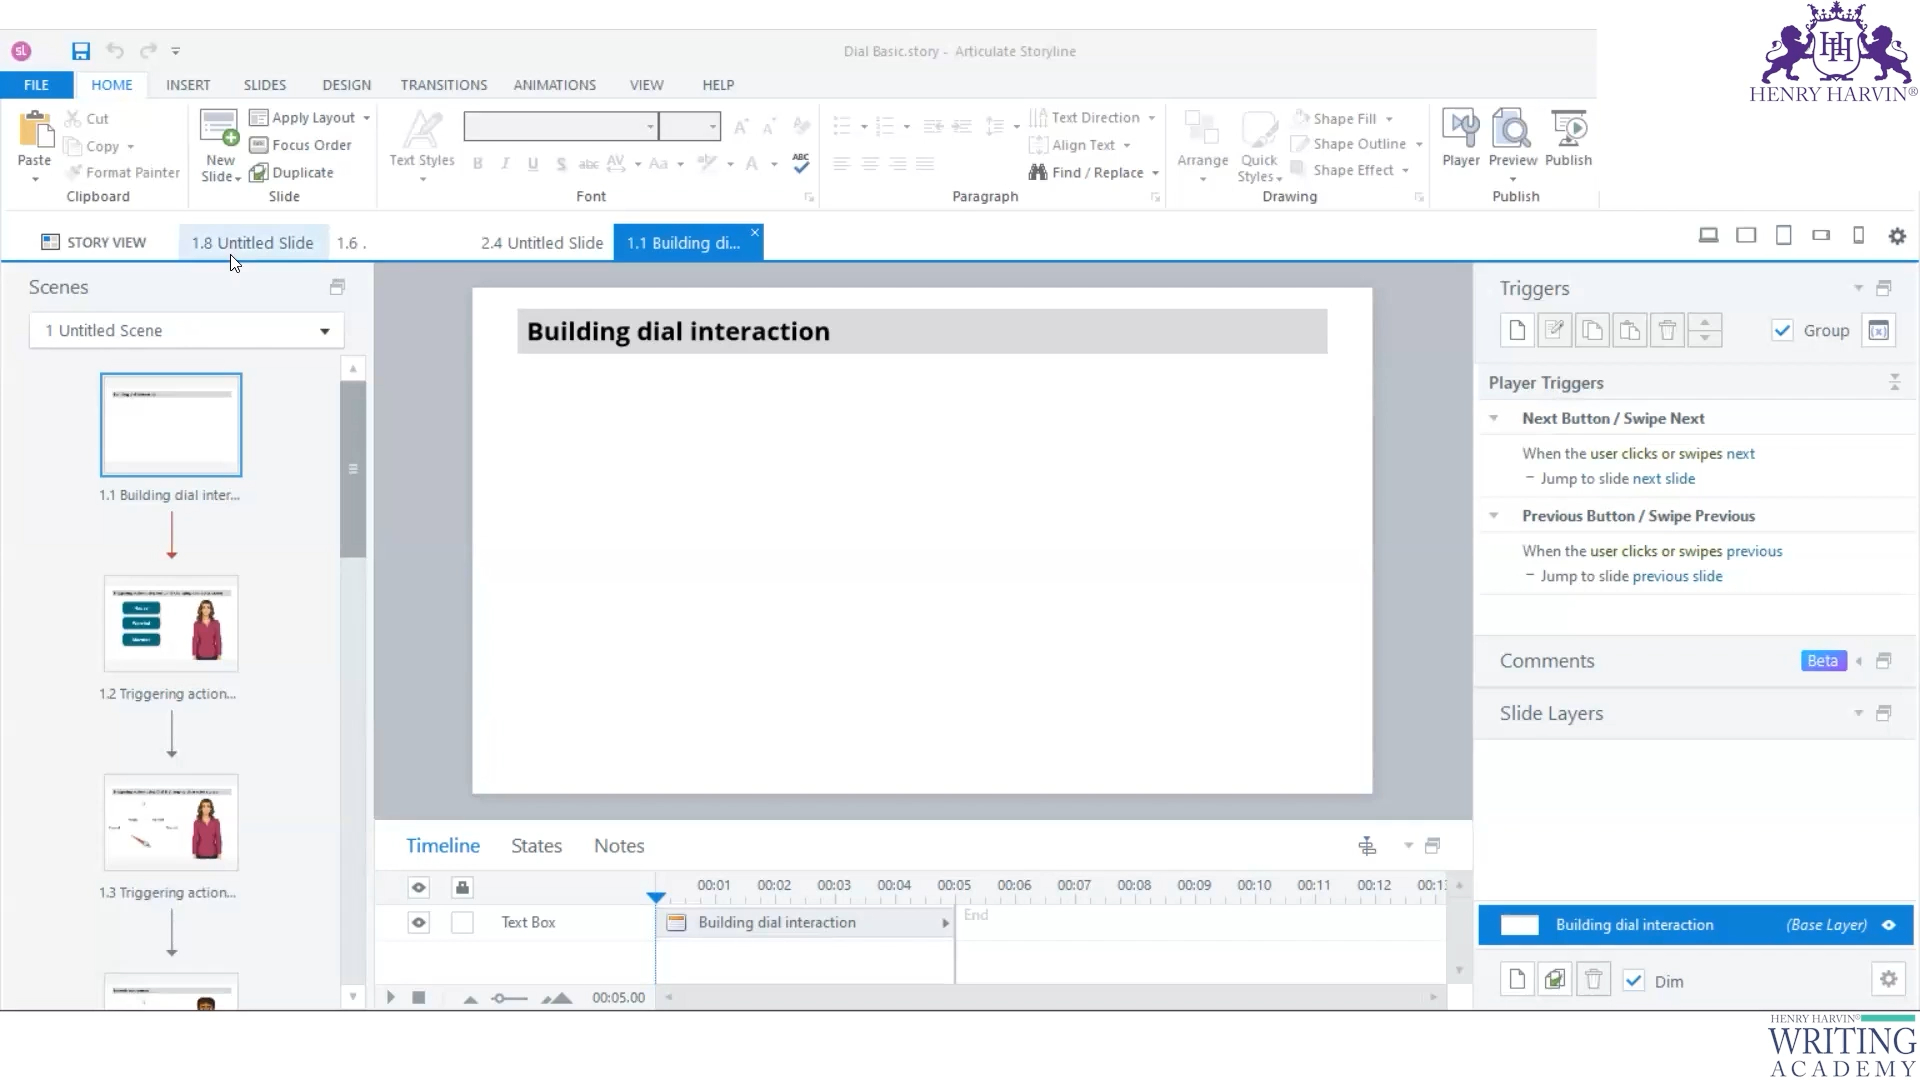 Dial Basic.story - Articulate Storyline
HENRY HARVIN®
FILE HOME INSERT SLIDES DESIGN TRANSITIONS ANIMATIONS VIEW HELP
Paste
Cut
Copy
Format Painter
Clipboard
New Slide
Apply Layout
Focus Order
Duplicate
Slide
Text Styles
B I U S abc AV Aa A ABC
Font
Text Direction
Align Text
Find / Replace
Paragraph
Arrange
Quick Styles
Shape Fill
Shape Outline
Shape Effect
Drawing
Player
Preview
Publish
Publish
STORY VIEW 1.8 Untitled Slide 1.6 . 2.4 Untitled Slide 1.1 Building di...
Scenes
1 Untitled Scene
1.1 Building dial inter...
1.2 Triggering action...
1.3 Triggering action...
Building dial interaction
Timeline States Notes
00:01 00:02 00:03 00:04 00:05 00:06 00:07 00:08 00:09 00:10 00:11 00:12
Text Box
Building dial interaction
End
00:05.00
Triggers
Group
Player Triggers
Next Button / Swipe Next
When the user clicks or swipes next
– Jump to slide next slide
Previous Button / Swipe Previous
When the user clicks or swipes previous
– Jump to slide previous slide
Comments Beta
Slide Layers
Building dial interaction (Base Layer)
Dim
HENRY HARVIN®
WRITING
ACADEMY